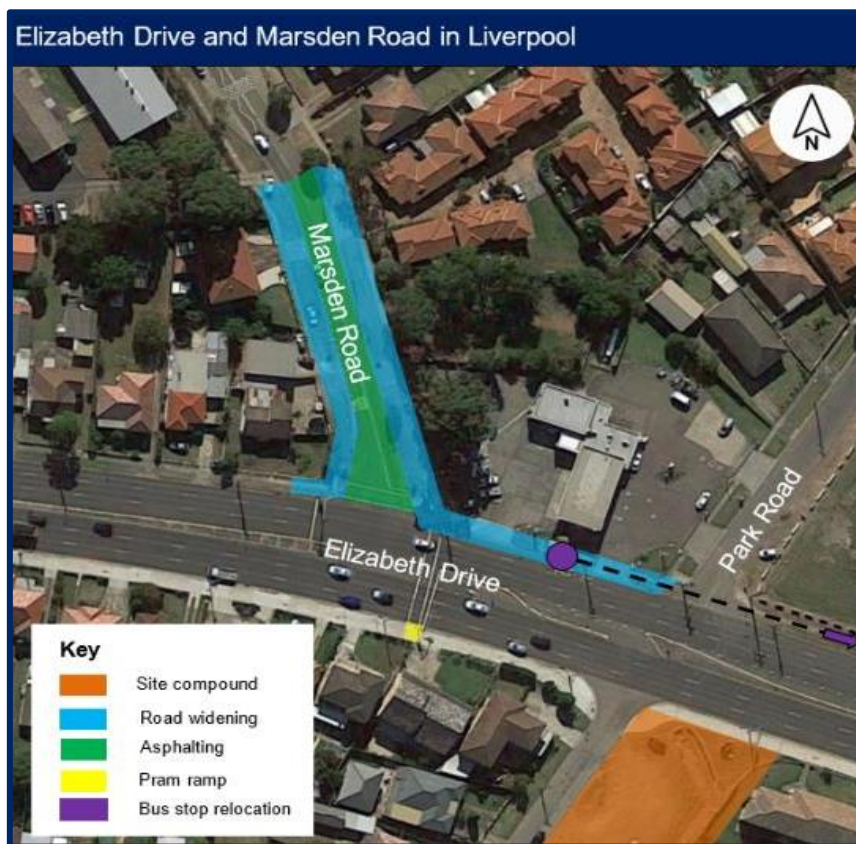 Elizabeth Drive and Marsden Road in Liverpool
N
Marsden Road
Park Road
Elizabeth Drive
Key
Site compound
Road widening
Asphalting
Pram ramp
Bus stop relocation